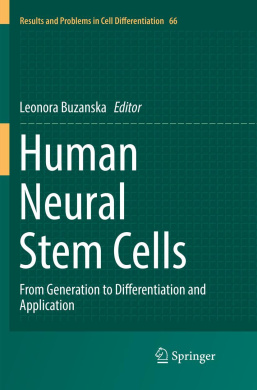 Results and Problems in Cell Differentiation 66
Leonora Buzanska Editor
Human
Neural
Stem Cells
From Generation to Differentiation and
Application
Springer